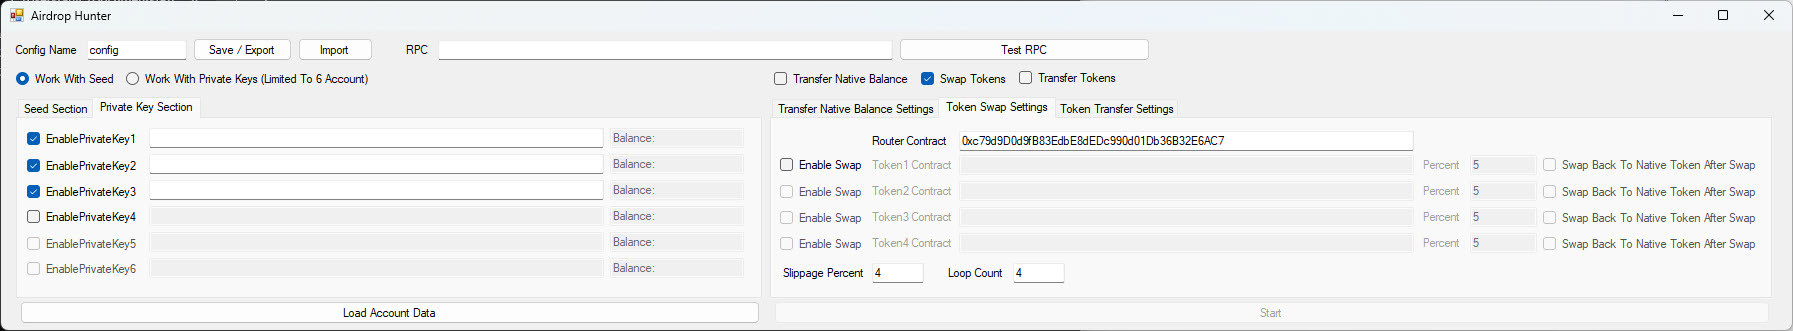 Airdrop Hunter
Config Name config Save / Export Import RPC Test RPC
Work With Seed Work With Private Keys (Limited To 6 Account) Transfer Native Balance Swap Tokens Transfer Tokens
Seed Section Private Key Section Transfer Native Balance Settings Token Swap Settings Token Transfer Settings
EnablePrivateKey1 Balance: Router Contract 0xc79d9D0d9fB83EdbE8dEDc990d01Db36B32E6AC7
EnablePrivateKey2 Balance: Enable Swap Token1 Contract Percent 5 Swap Back To Native Token After Swap
EnablePrivateKey3 Balance: Enable Swap Token2 Contract Percent 5 Swap Back To Native Token After Swap
EnablePrivateKey4 Balance: Enable Swap Token3 Contract Percent 5 Swap Back To Native Token After Swap
EnablePrivateKey5 Balance: Enable Swap Token4 Contract Percent 5 Swap Back To Native Token After Swap
EnablePrivateKey6 Balance: Slippage Percent 4 Loop Count 4
Load Account Data Start